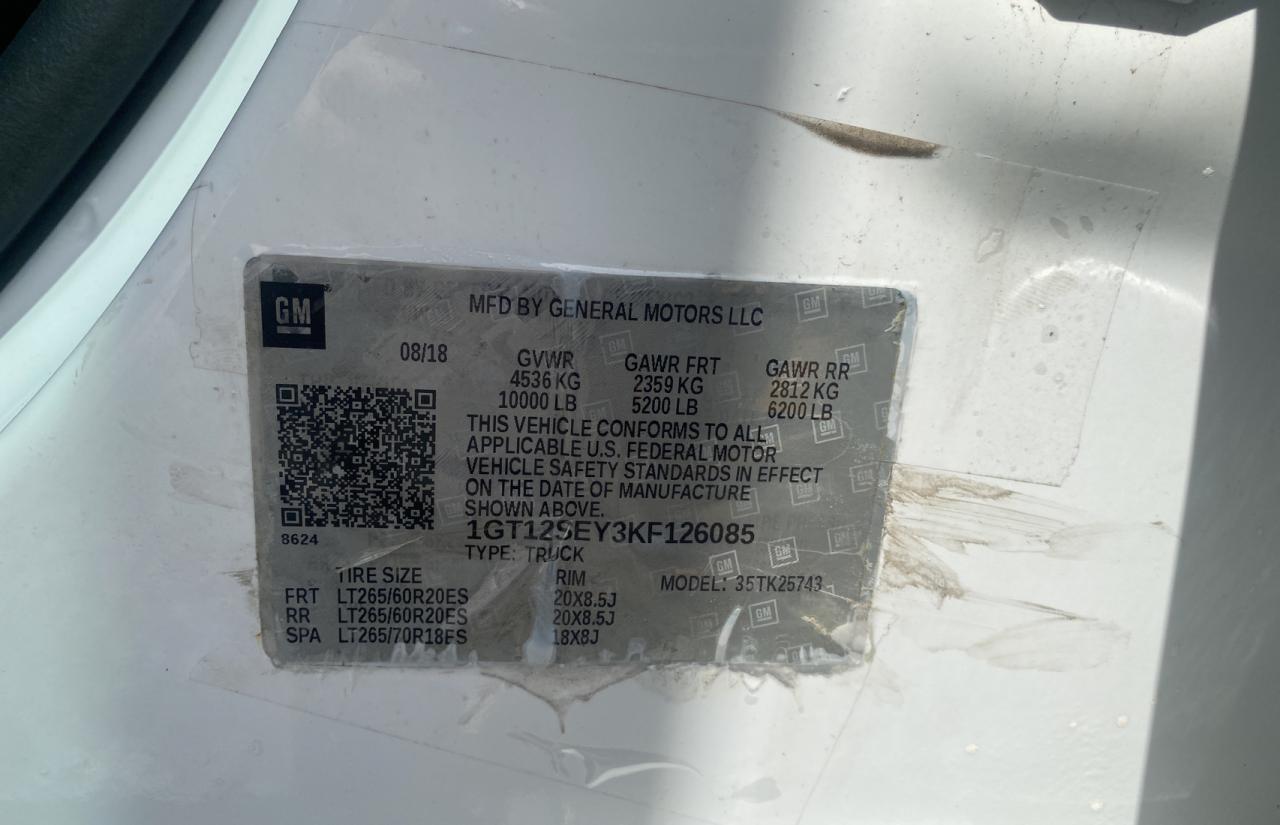 GM
MFD BY GENERAL MOTORS LLC
08/18
GVWR GAWR FRT GAWR RR
4536 KG 2359 KG 2812 KG
10000 LB 5200 LB 6200 LB
THIS VEHICLE CONFORMS TO ALL
APPLICABLE U.S. FEDERAL MOTOR
VEHICLE SAFETY STANDARDS IN EFFECT
ON THE DATE OF MANUFACTURE
SHOWN ABOVE.
1GT12SEY3KF126085
8624
TYPE: TRUCK
TIRE SIZE RIM MODEL: 35TK25743
FRT LT265/60R20ES 20X8.5J
RR LT265/60R20ES 20X8.5J
SPA LT265/70R18ES 18X8J